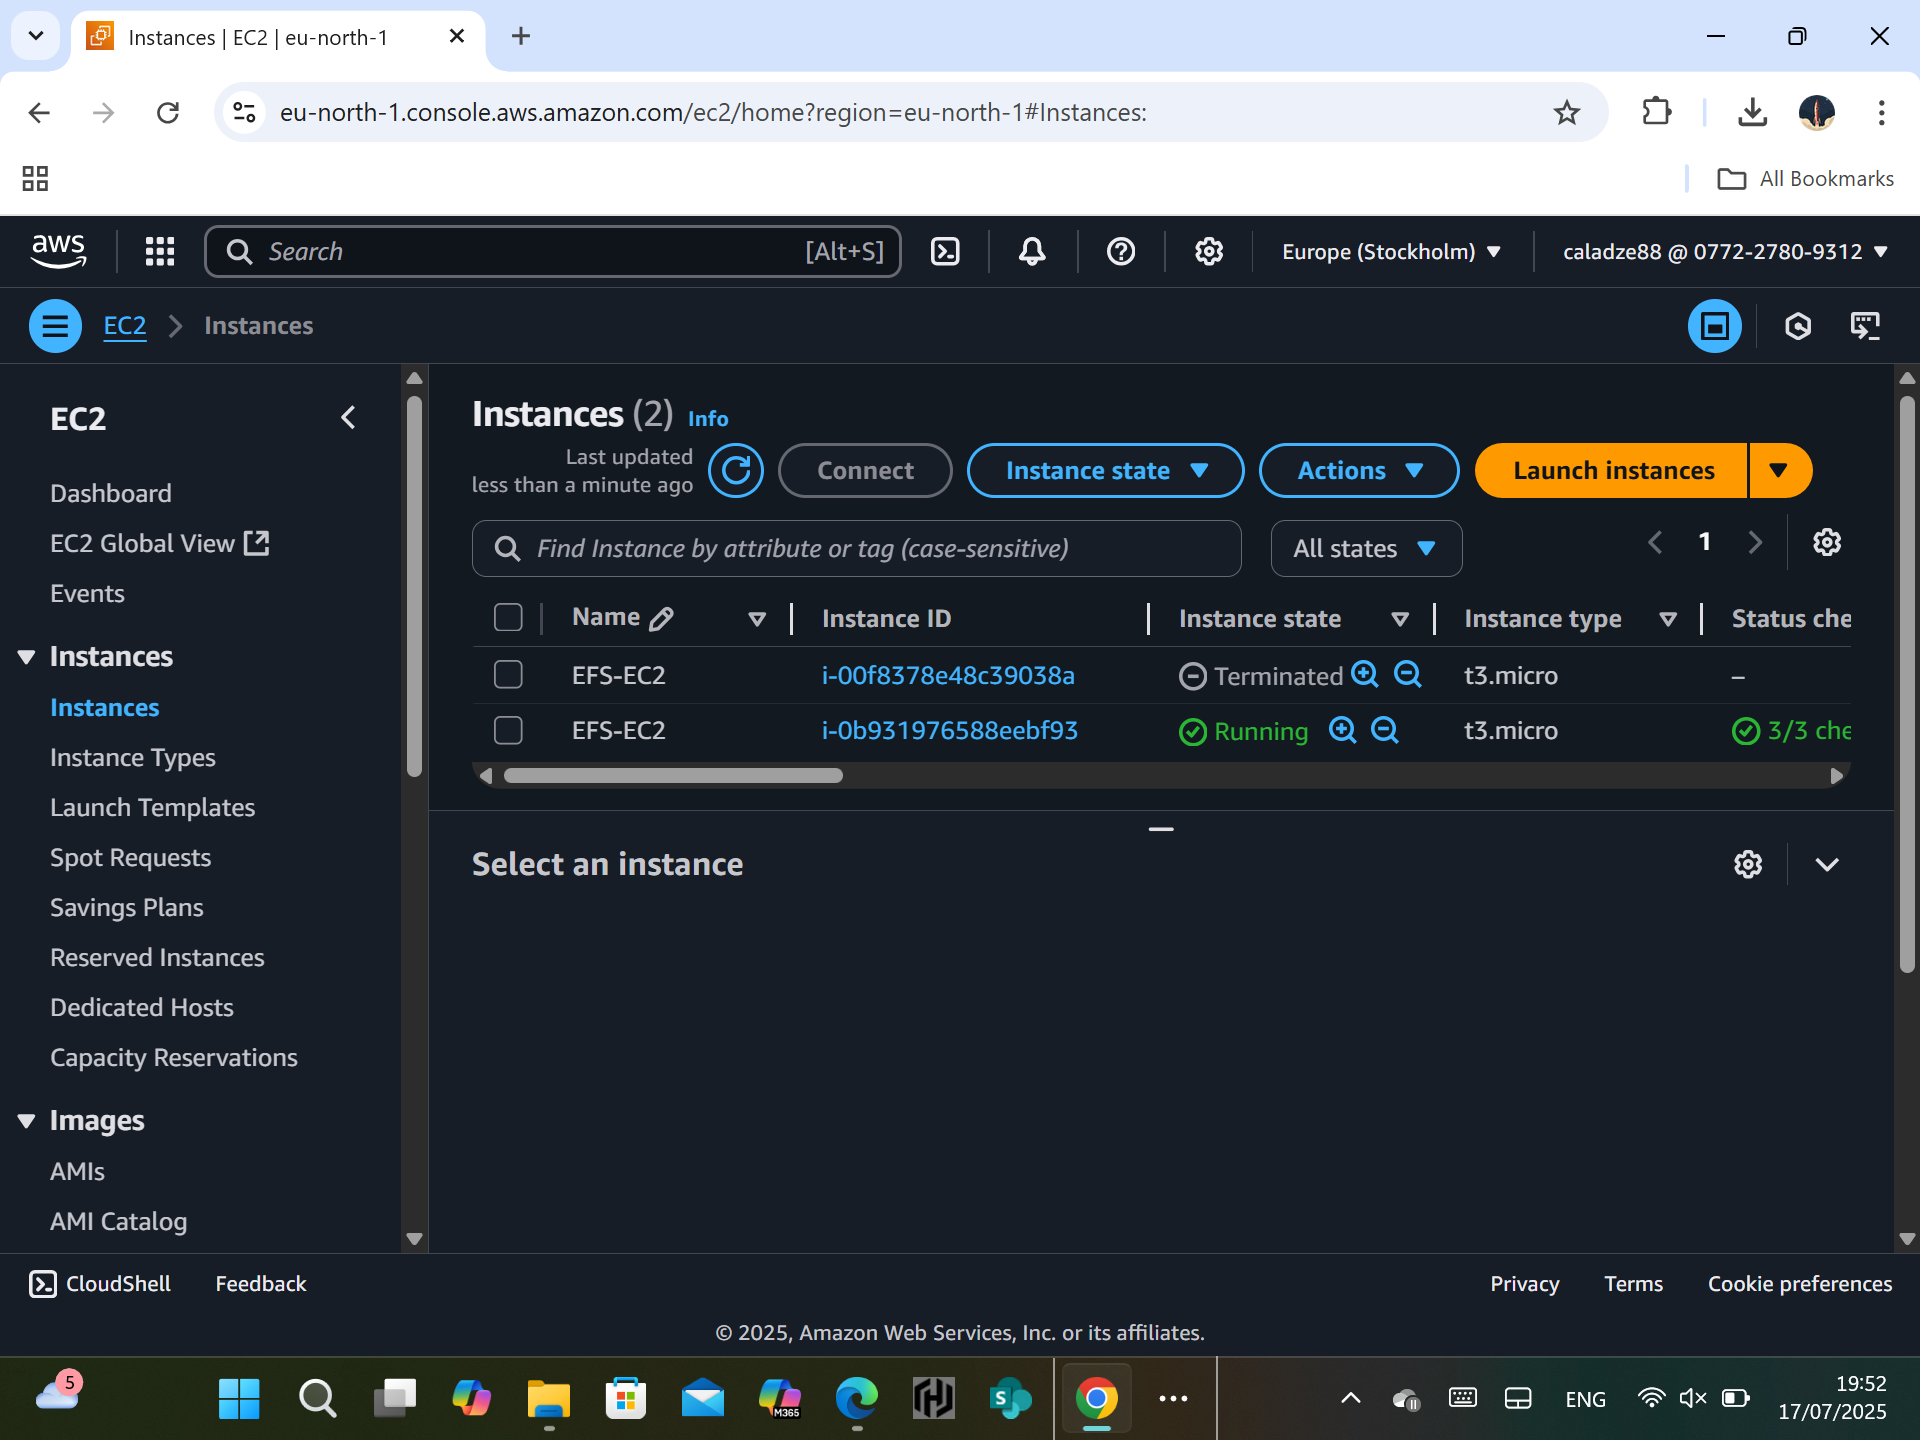 Instances | EC2 | eu-north-1
eu-north-1.console.aws.amazon.com/ec2/home?region=eu-north-1#Instances:
All Bookmarks
aws
Search [Alt+S]
Europe (Stockholm)
caladze88 @ 0772-2780-9312
EC2
Instances
EC2
Dashboard
EC2 Global View
Events
Instances
Instances
Instance Types
Launch Templates
Spot Requests
Savings Plans
Reserved Instances
Dedicated Hosts
Capacity Reservations
Images
AMIs
AMI Catalog
Instances (2) Info
Last updated
less than a minute ago
Connect
Instance state
Actions
Launch instances
Find Instance by attribute or tag (case-sensitive)
All states
1
Name Instance ID Instance state Instance type Status che
EFS-EC2 i-00f8378e48c39038a Terminated t3.micro –
EFS-EC2 i-0b931976588eebf93 Running t3.micro 3/3 che
Select an instance
CloudShell Feedback Privacy Terms Cookie preferences
© 2025, Amazon Web Services, Inc. or its affiliates.
5
M365
S
ENG
19:52
17/07/2025